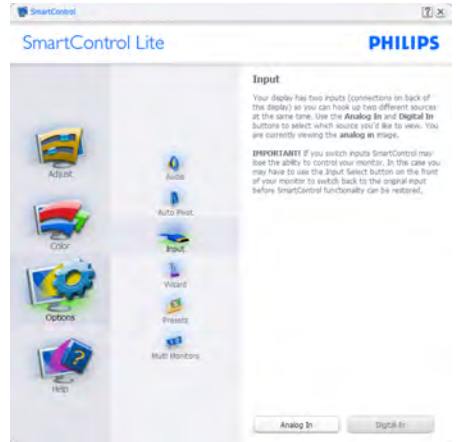 SmartControl
SmartControl Lite
PHILIPS
Adjust
Color
Options
Help
Audio
Auto Pivot
Input
Wizard
Presets
Multi Monitors
Input
Your display has two inputs (connections on back of
the display) so you can hook up two different sources
at the same time. Use the Analog In and Digital In
buttons to select which source you'd like to view. You
are currently viewing the analog in image.
IMPORTANT! If you switch inputs SmartControl may
lose the ability to control your monitor. In this case you
may have to use the Input Select button on the front
of your monitor to switch back to the original input
before SmartControl functionality can be restored.
Analog In
Digital In